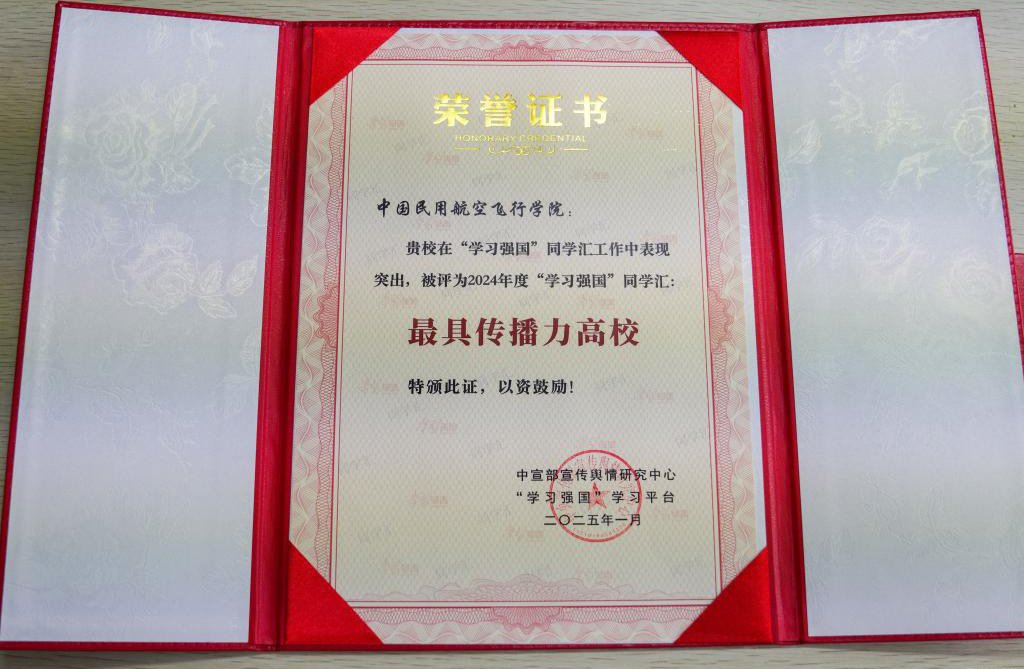 荣誉证书
HONORARY CREDENTIAL
中国民用航空飞行学院：
贵校在“学习强国”同学汇工作中表现
突出，被评为2024年度“学习强国”同学汇：
最具传播力高校
特颁此证，以资鼓励！
中宣部宣传舆情研究中心
“学习强国”学习平台
二〇二五年一月